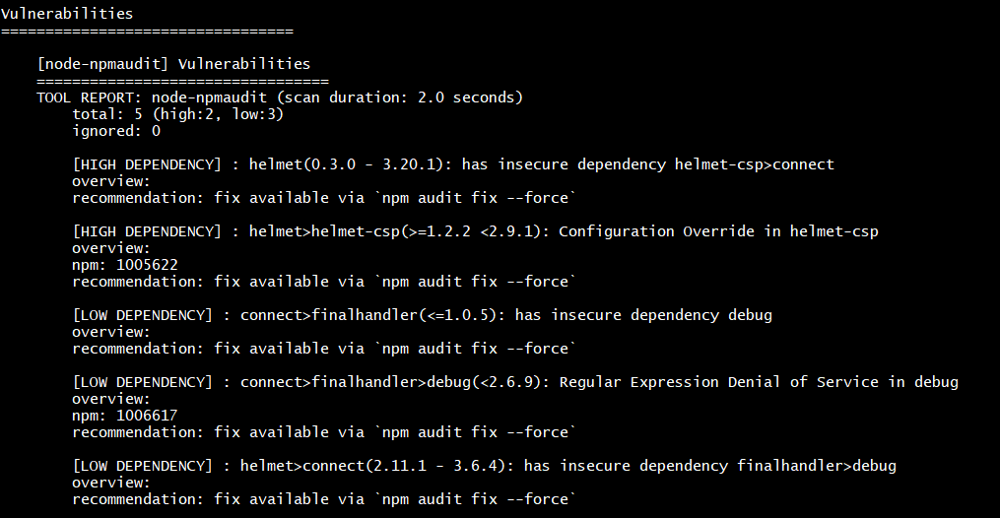 Vulnerabilities
=================================
[node-npmaudit] Vulnerabilities
=================================
TOOL REPORT: node-npmaudit (scan duration: 2.0 seconds)
total: 5 (high:2, low:3)
ignored: 0
[HIGH DEPENDENCY] : helmet(0.3.0 - 3.20.1): has insecure dependency helmet-csp>connect
overview:
recommendation: fix available via `npm audit fix --force`
[HIGH DEPENDENCY] : helmet>helmet-csp(>=1.2.2 <2.9.1): Configuration Override in helmet-csp
overview:
npm: 1005622
recommendation: fix available via `npm audit fix --force`
[LOW DEPENDENCY] : connect>finalhandler(<=1.0.5): has insecure dependency debug
overview:
recommendation: fix available via `npm audit fix --force`
[LOW DEPENDENCY] : connect>finalhandler>debug(<2.6.9): Regular Expression Denial of Service in debug
overview:
npm: 1006617
recommendation: fix available via `npm audit fix --force`
[LOW DEPENDENCY] : helmet>connect(2.11.1 - 3.6.4): has insecure dependency finalhandler>debug
overview:
recommendation: fix available via `npm audit fix --force`